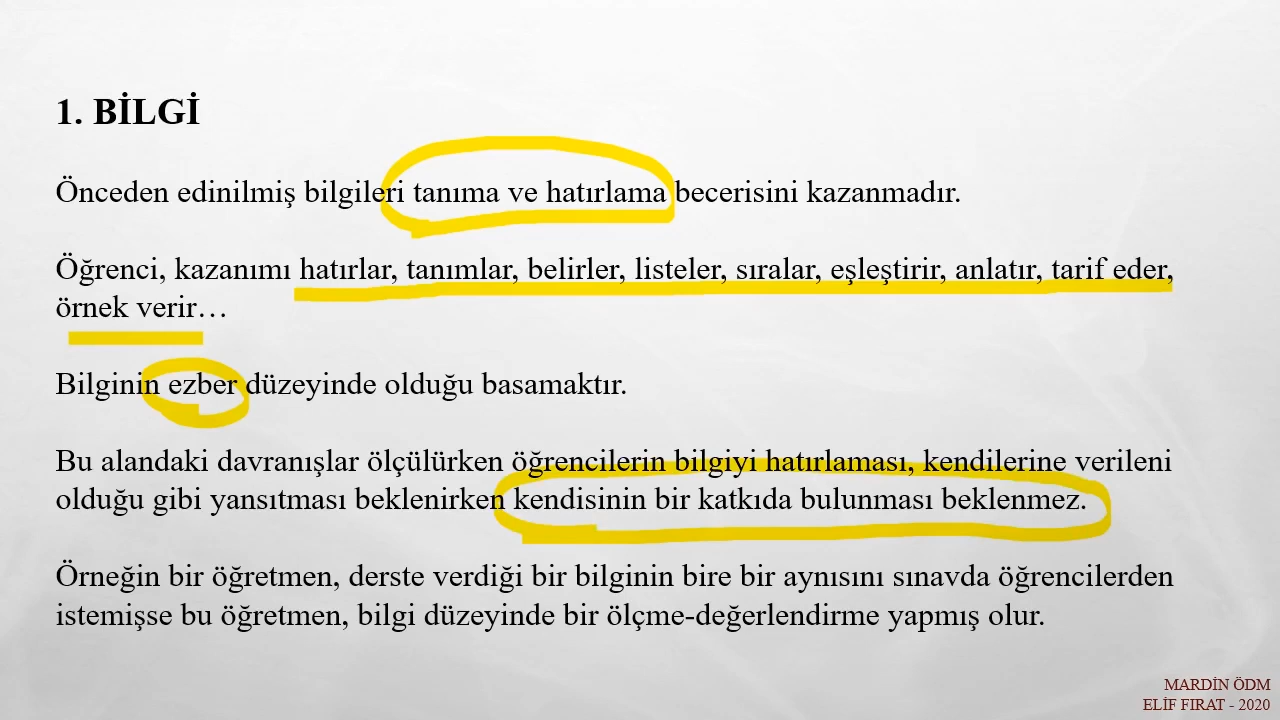 1. BİLGİ
Önceden edinilmiş bilgileri tanıma ve hatırlama becerisini kazanmadır.
Öğrenci, kazanımı hatırlar, tanımlar, belirler, listeler, sıralar, eşleştirir, anlatır, tarif eder,
örnek verir…
Bilginin ezber düzeyinde olduğu basamaktır.
Bu alandaki davranışlar ölçülürken öğrencilerin bilgiyi hatırlaması, kendilerine verileni
olduğu gibi yansıtması beklenirken kendisinin bir katkıda bulunması beklenmez.
Örneğin bir öğretmen, derste verdiği bir bilginin bire bir aynısını sınavda öğrencilerden
istemişse bu öğretmen, bilgi düzeyinde bir ölçme-değerlendirme yapmış olur.
MARDİN ÖDM
ELİF FIRAT - 2020